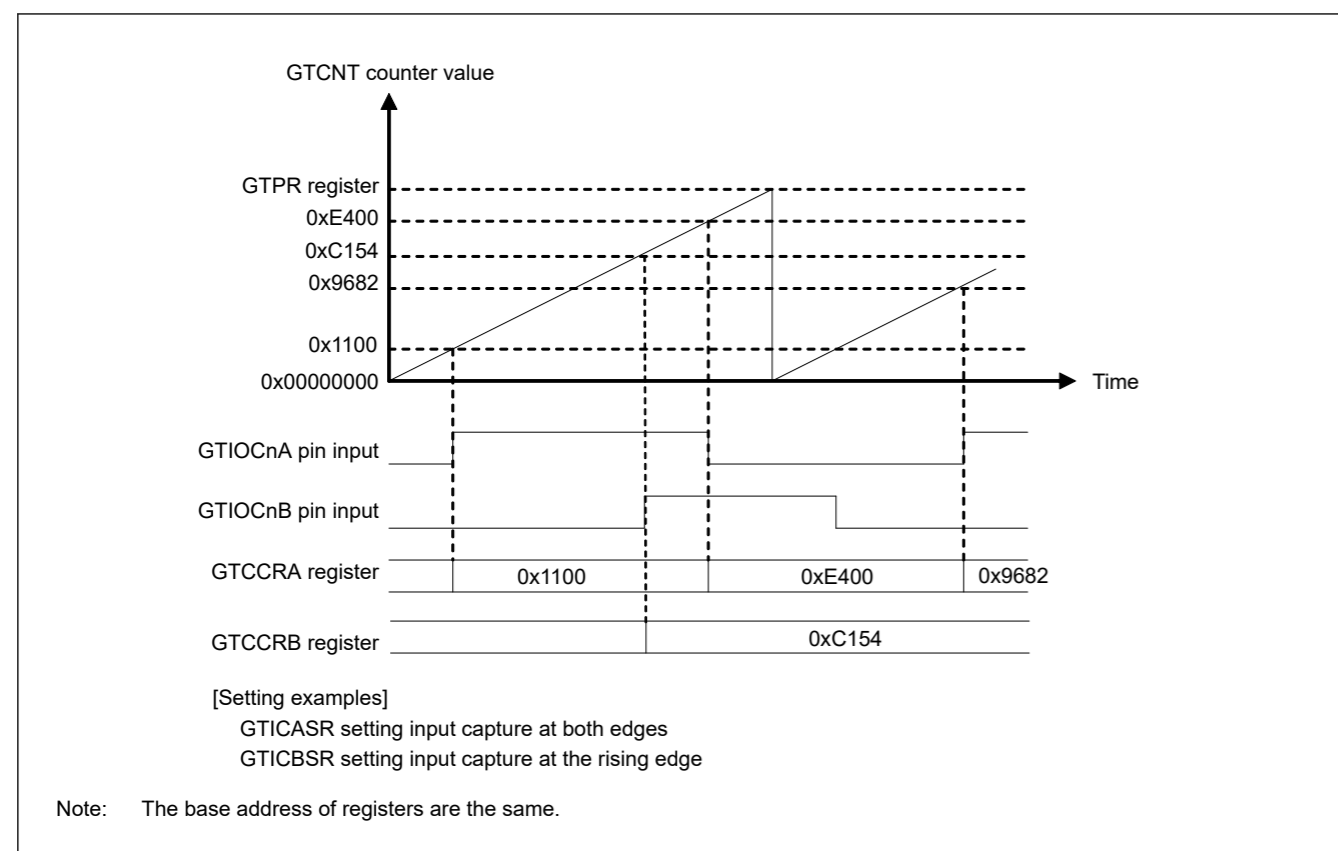 GTCNT counter value
GTPR register
0xE400
0xC154
0x9682
0x1100
0x00000000
Time
GTIOCnA pin input
GTIOCnB pin input
GTCCRA register
0x1100
0xE400
0x9682
GTCCRB register
0xC154
[Setting examples]
GTICASR setting input capture at both edges
GTICBSR setting input capture at the rising edge
Note: The base address of registers are the same.